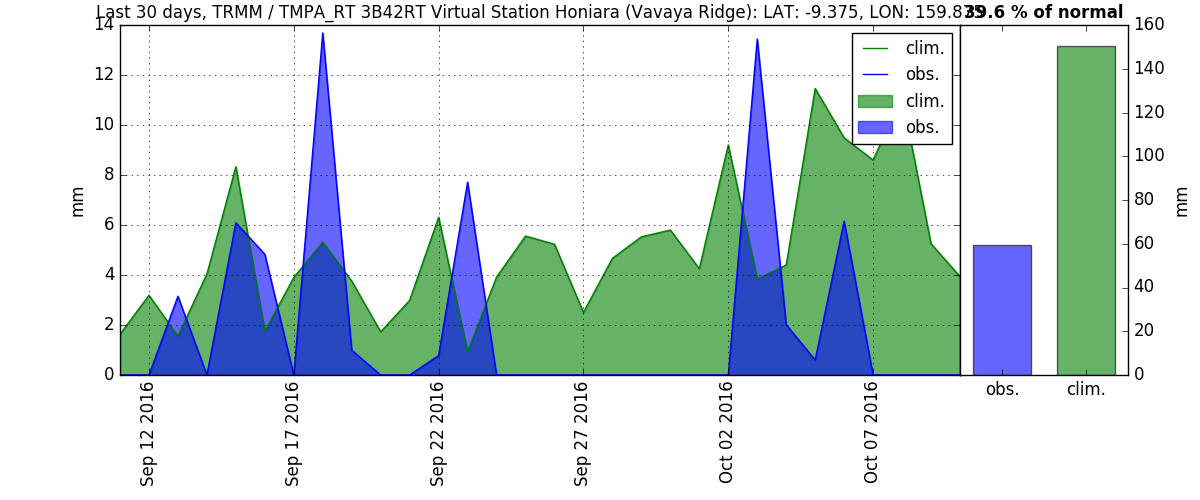 Last 30 days, TRMM / TMPA_RT 3B42RT Virtual Station Honiara (Vavaya Ridge): LAT: -9.375, LON: 159.875
39.6 % of normal
14
12
10
8
6
4
2
0
mm
clim.
obs.
clim.
obs.
160
140
120
100
80
60
40
20
0
mm
Sep 12 2016
Sep 17 2016
Sep 22 2016
Sep 27 2016
Oct 02 2016
Oct 07 2016
obs.
clim.